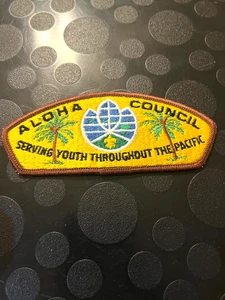 ALOHA COUNCIL
SERVING YOUTH THROUGHOUT THE PACIFIC